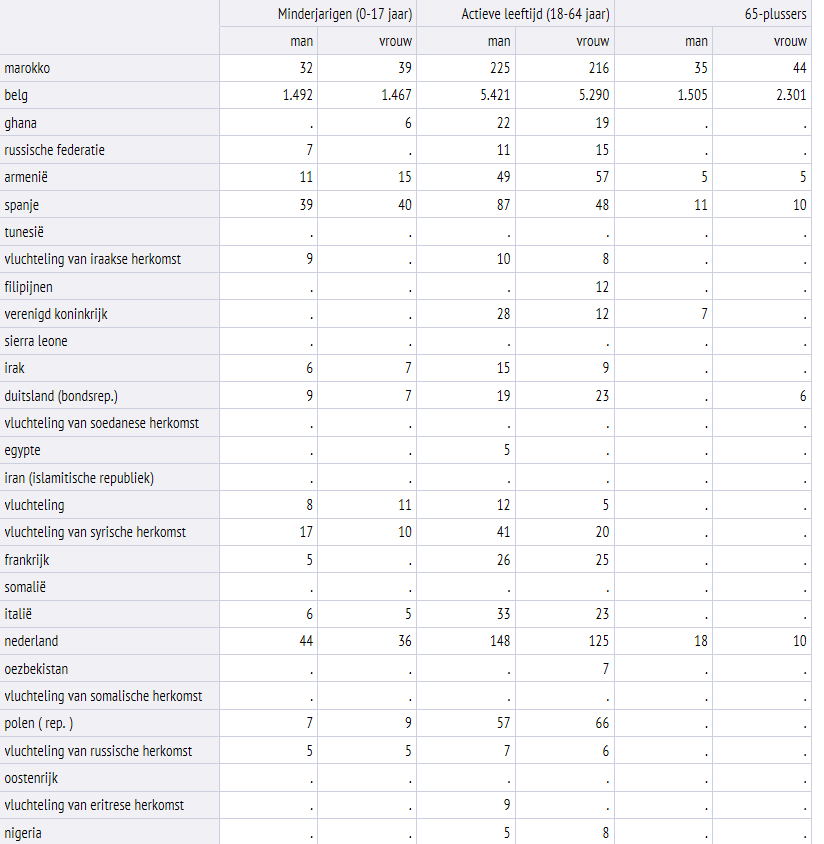 Minderjarigen (0-17 jaar) Actieve leeftijd (18-64 jaar) 65-plussers
man vrouw man vrouw man vrouw
marokko 32 39 225 216 35 44
belg 1.492 1.467 5.421 5.290 1.505 2.301
ghana . 6 22 19 . .
russische federatie 7 . 11 15 . .
armenië 11 15 49 57 5 5
spanje 39 40 87 48 11 10
tunesië . . . . . .
vluchteling van iraakse herkomst 9 . 10 8 . .
filipijnen . . . 12 . .
verenigd koninkrijk . . 28 12 7 .
sierra leone . . . . . .
irak 6 7 15 9 . .
duitsland (bondsrep.) 9 7 19 23 . 6
vluchteling van soedanese herkomst . . . . . .
egypte . . 5 . . .
iran (islamitische republiek) . . . . . .
vluchteling 8 11 12 5 . .
vluchteling van syrische herkomst 17 10 41 20 . .
frankrijk 5 . 26 25 . .
somalië . . . . . .
italië 6 5 33 23 . .
nederland 44 36 148 125 18 10
oezbekistan . . . 7 . .
vluchteling van somalische herkomst . . . . . .
polen ( rep. ) 7 9 57 66 . .
vluchteling van russische herkomst 5 5 7 6 . .
oostenrijk . . . . . .
vluchteling van eritrese herkomst . . 9 . . .
nigeria . . 5 8 . .